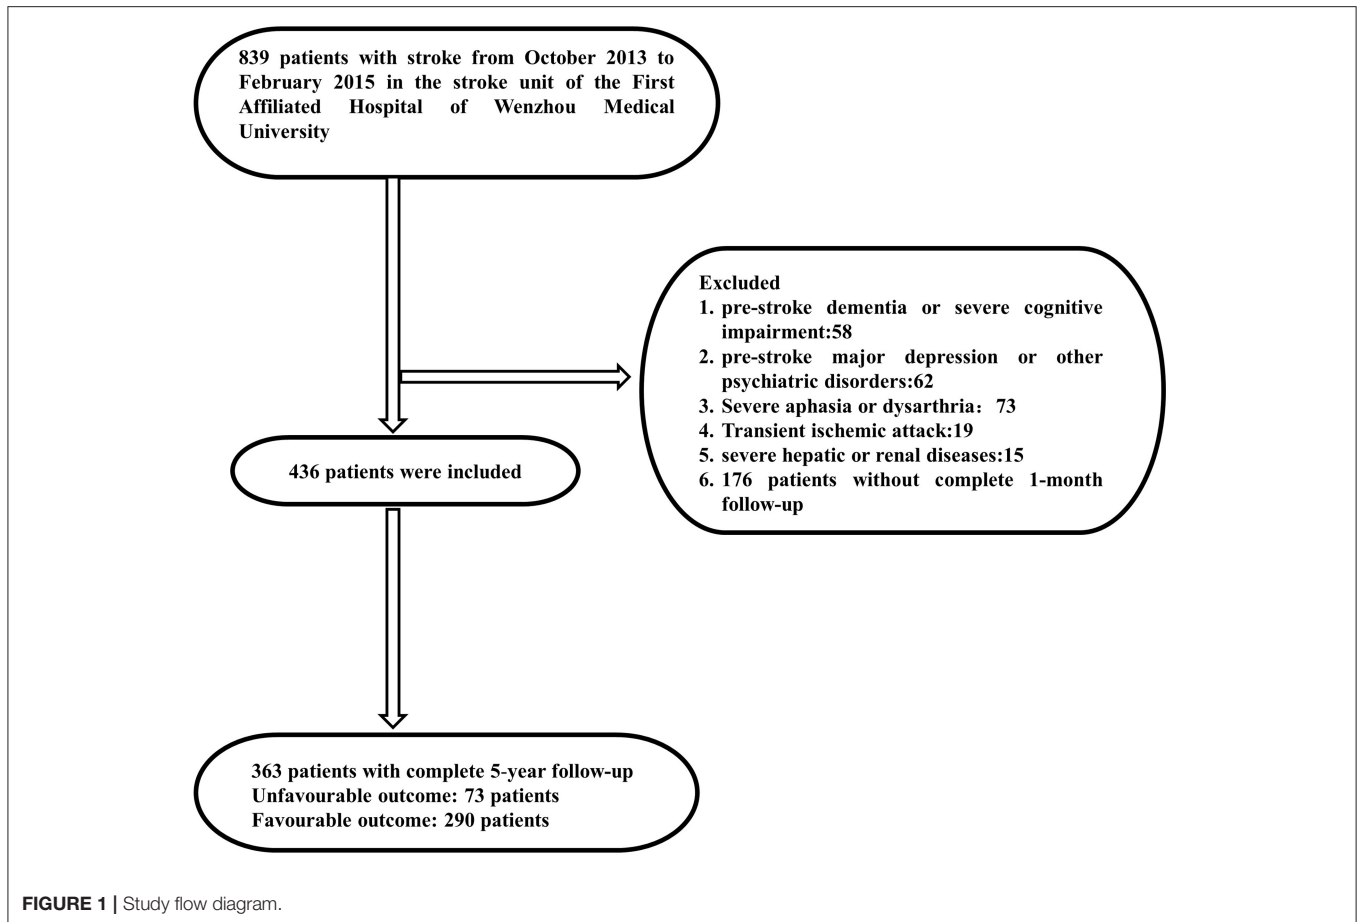 839 patients with stroke from October 2013 to
February 2015 in the stroke unit of the First
Affiliated Hospital of Wenzhou Medical
University
Excluded
1. pre-stroke dementia or severe cognitive
impairment:58
2. pre-stroke major depression or other
psychiatric disorders:62
3. Severe aphasia or dysarthria：73
4. Transient ischemic attack:19
5. severe hepatic or renal diseases:15
6. 176 patients without complete 1-month
follow-up
436 patients were included
363 patients with complete 5-year follow-up
Unfavourable outcome: 73 patients
Favourable outcome: 290 patients
FIGURE 1 | Study flow diagram.